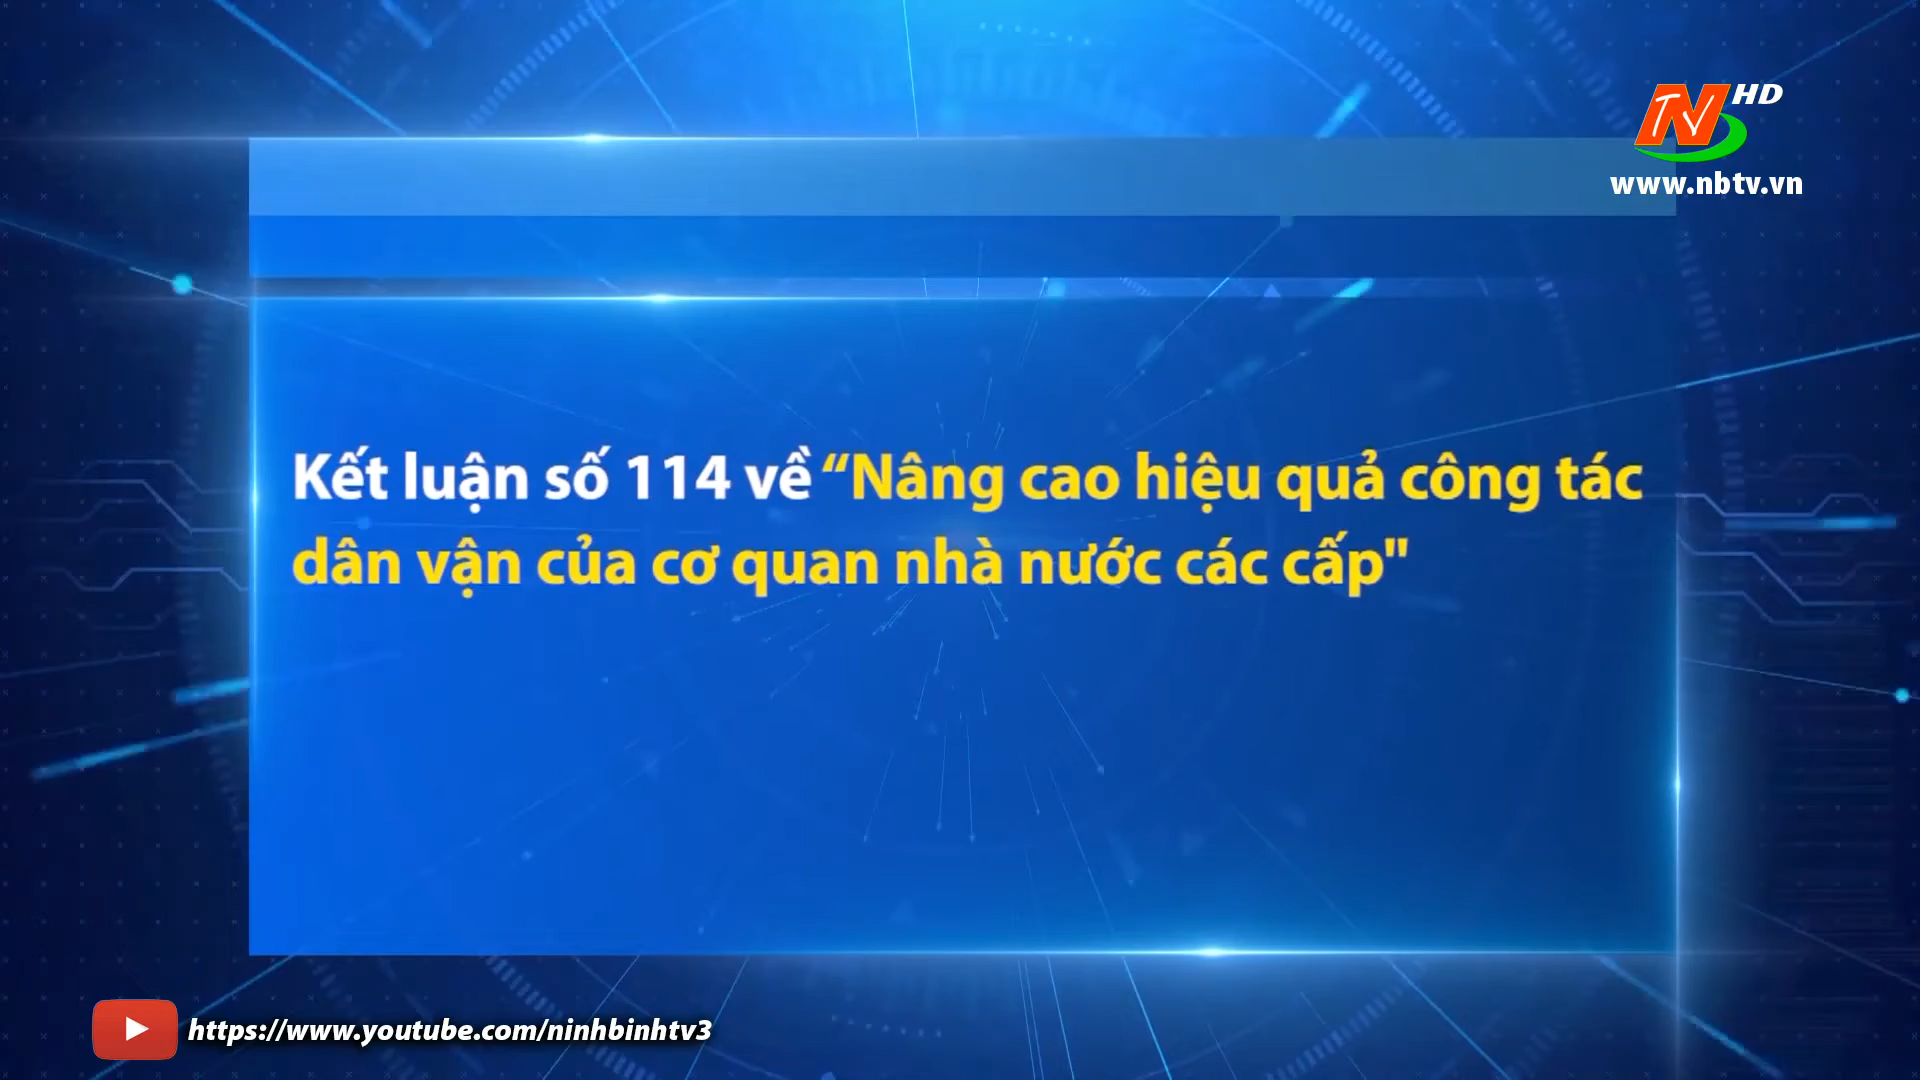 HD
www.nbtv.vn
Kết luận số 114 về “Nâng cao hiệu quả công tác
dân vận của cơ quan nhà nước các cấp"
https://www.youtube.com/ninhbinhtv3